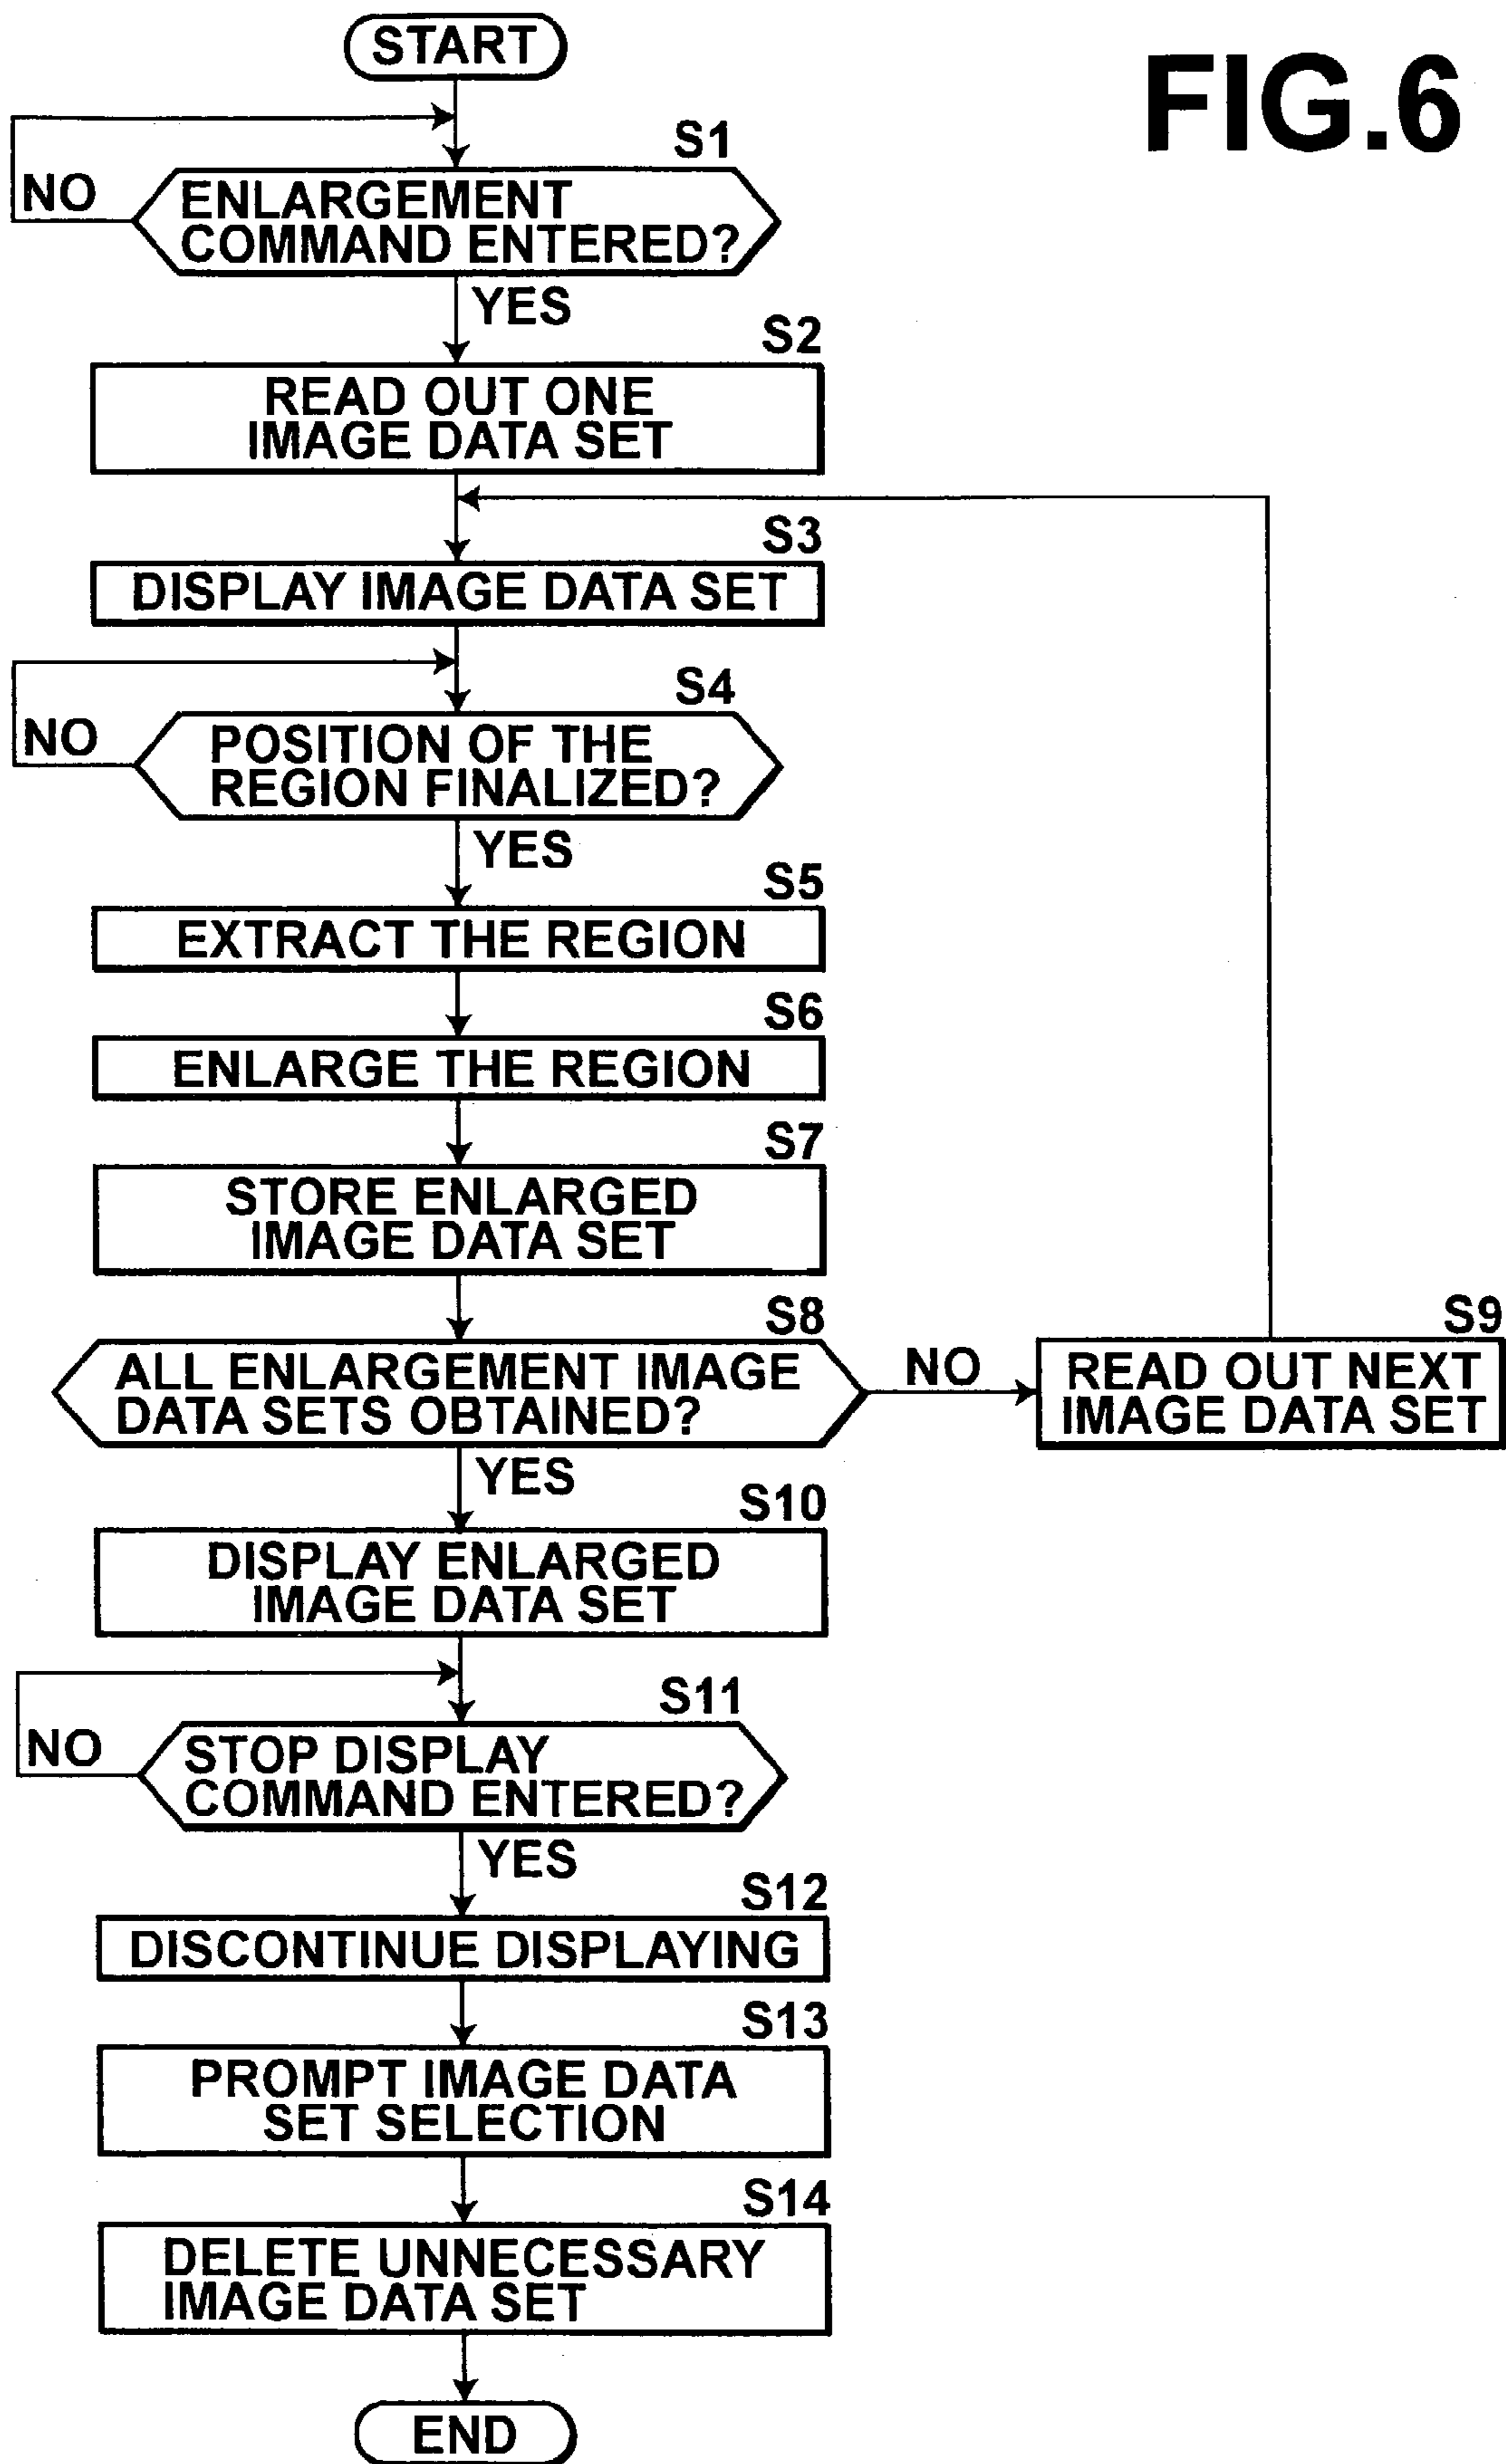 START
FIG.6
S1
NO
ENLARGEMENT
COMMAND ENTERED?
YES
S2
READ OUT ONE
IMAGE DATA SET
S3
DISPLAY IMAGE DATA SET
S4
NO
POSITION OF THE
REGION FINALIZED?
YES
S5
EXTRACT THE REGION
S6
ENLARGE THE REGION
S7
STORE ENLARGED
IMAGE DATA SET
S8
ALL ENLARGEMENT IMAGE
DATA SETS OBTAINED?
NO
S9
READ OUT NEXT
IMAGE DATA SET
YES
S10
DISPLAY ENLARGED
IMAGE DATA SET
S11
NO
STOP DISPLAY
COMMAND ENTERED?
YES
S12
DISCONTINUE DISPLAYING
S13
PROMPT IMAGE DATA
SET SELECTION
S14
DELETE UNNECESSARY
IMAGE DATA SET
END